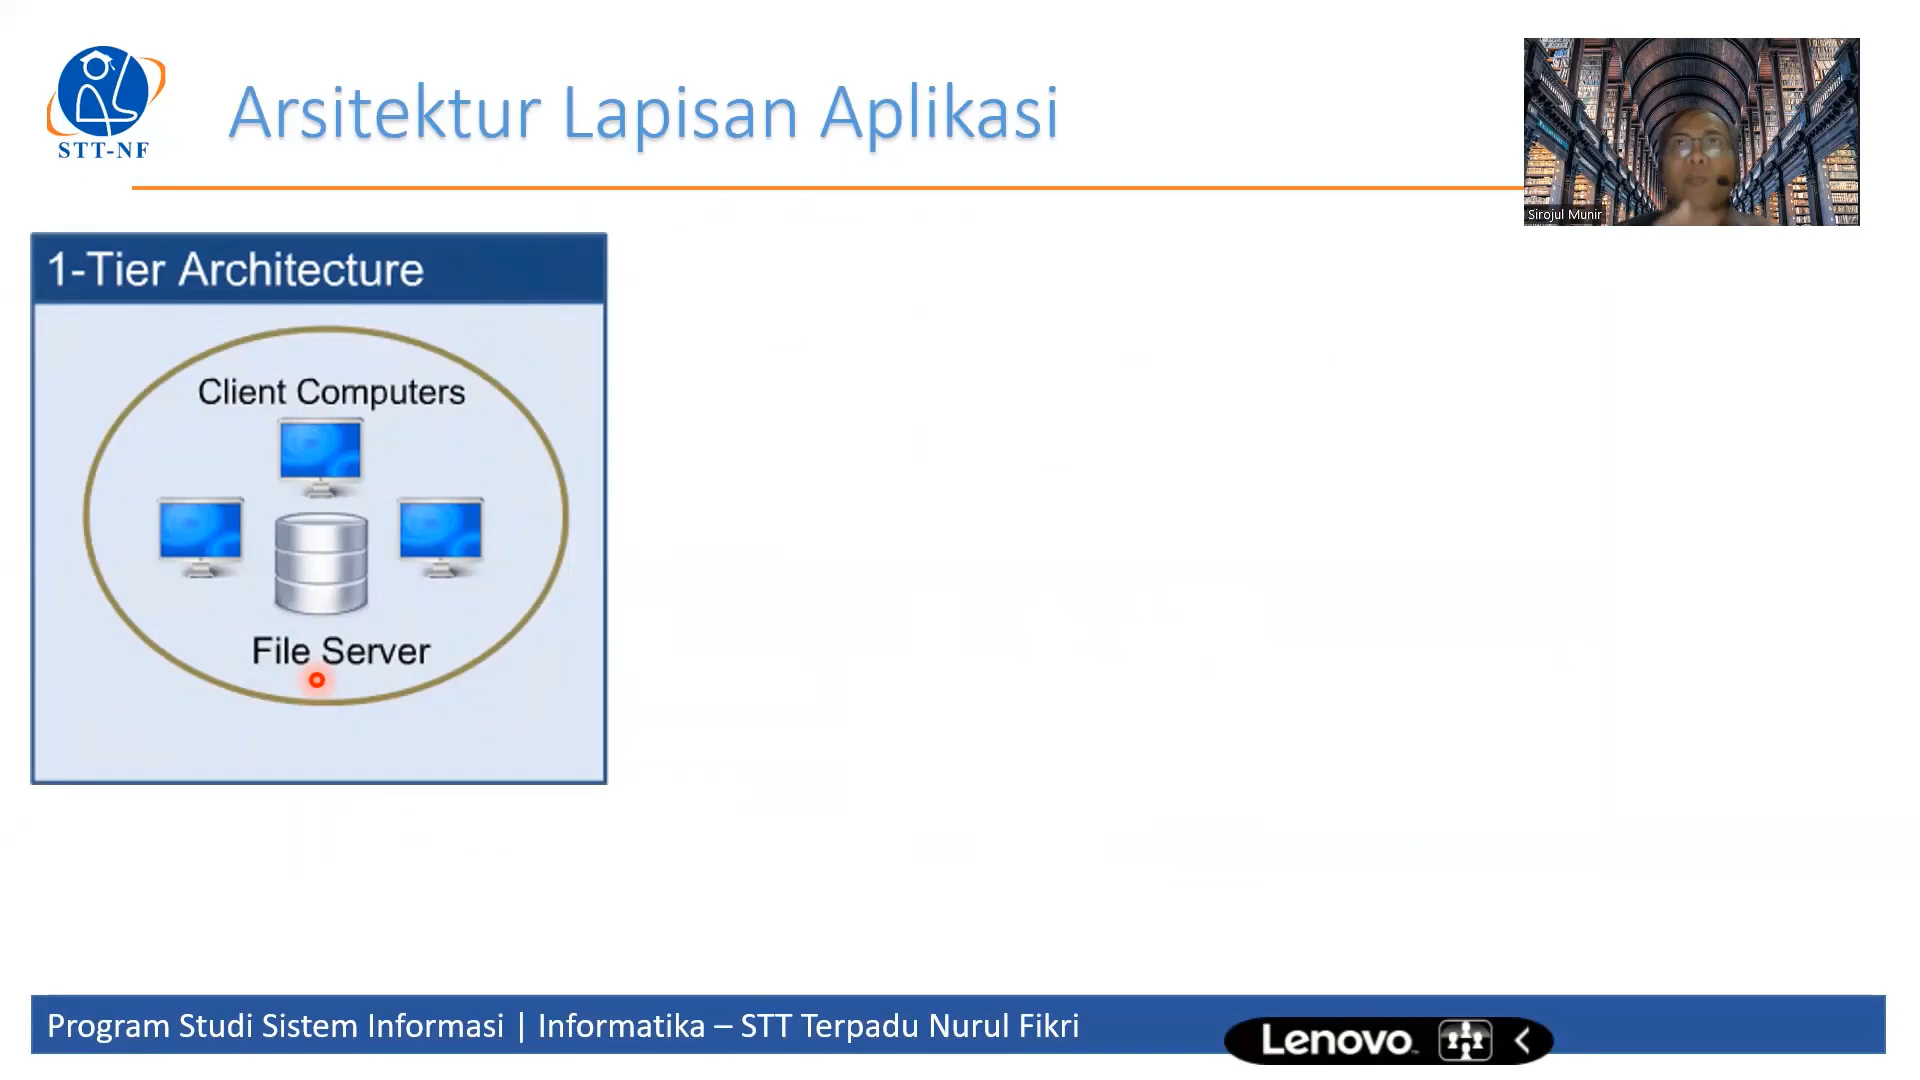 STT-NF
Arsitektur Lapisan Aplikasi
Sirojul Munir
1-Tier Architecture
Client Computers
File Server
Program Studi Sistem Informasi | Informatika – STT Terpadu Nurul Fikri
Lenovo